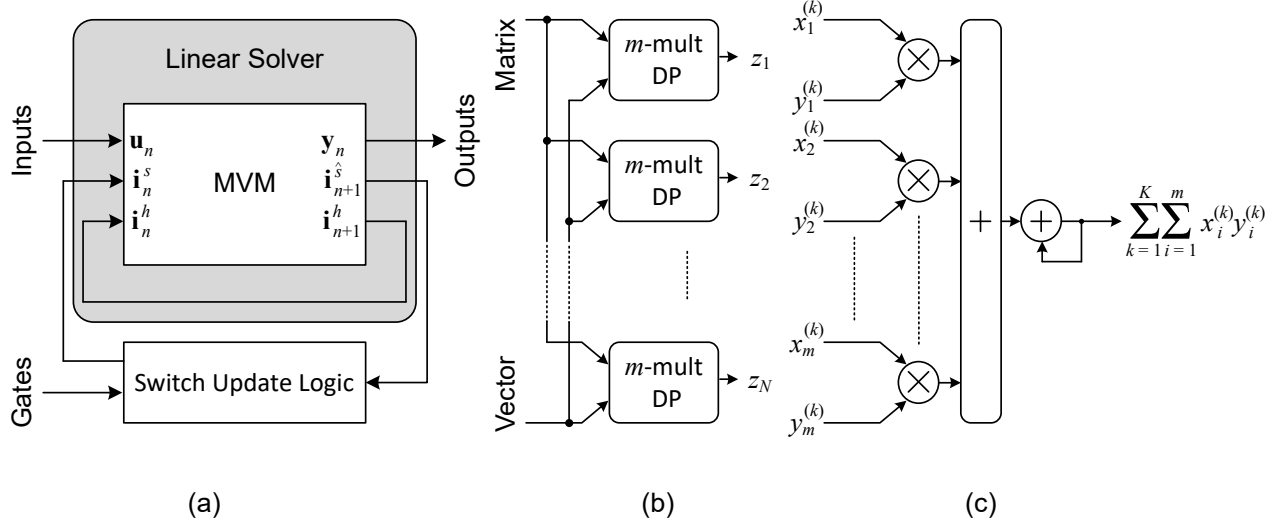 Linear Solver
Inputs
u_n
i_n^s
i_n^h
MVM
y_n
i_{n+1}^{ŝ}
i_{n+1}^h
Outputs
Gates
Switch Update Logic
(a)
Matrix
Vector
m-mult
DP
z_1
m-mult
DP
z_2
m-mult
DP
z_N
(b)
x_1^{(k)}
y_1^{(k)}
x_2^{(k)}
y_2^{(k)}
x_m^{(k)}
y_m^{(k)}
×
×
×
+
+
∑_{k=1}^{K} ∑_{i=1}^{m} x_i^{(k)} y_i^{(k)}
(c)